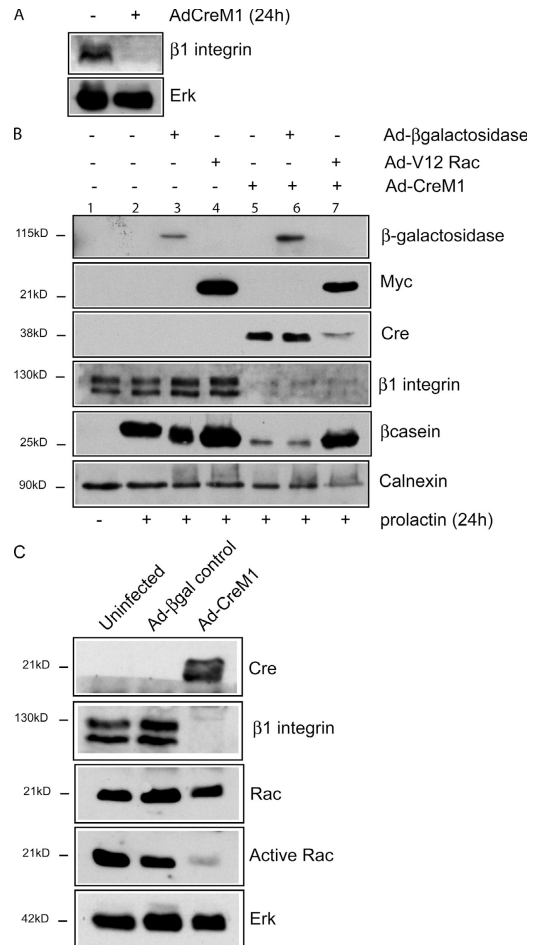 A - + AdCreM1 (24h)
β1 integrin
Erk
B - - + - - + - Ad-βgalactosidase
- - - + - - + Ad-V12 Rac
- - - - + + + Ad-CreM1
1 2 3 4 5 6 7
115kD – β-galactosidase
21kD – Myc
38kD – Cre
130kD – β1 integrin
25kD – βcasein
90kD – Calnexin
- + + + + + + prolactin (24h)
C
Uninfected Ad-βgal control Ad-CreM1
21kD – Cre
130kD – β1 integrin
21kD – Rac
21kD – Active Rac
42kD – Erk